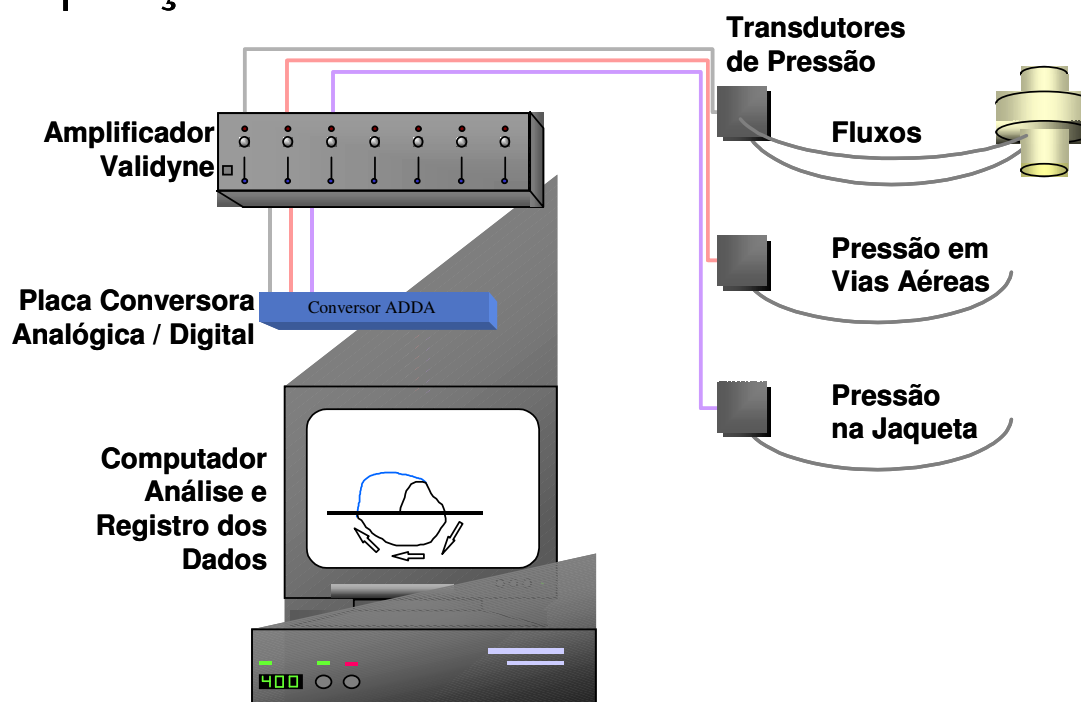 Transdutores
de Pressão
Amplificador
Validyne
Fluxos
Pressão em
Vias Aéreas
Placa Conversora
Analógica / Digital
Conversor ADDA
Pressão
na Jaqueta
Computador
Análise e
Registro dos
Dados
400